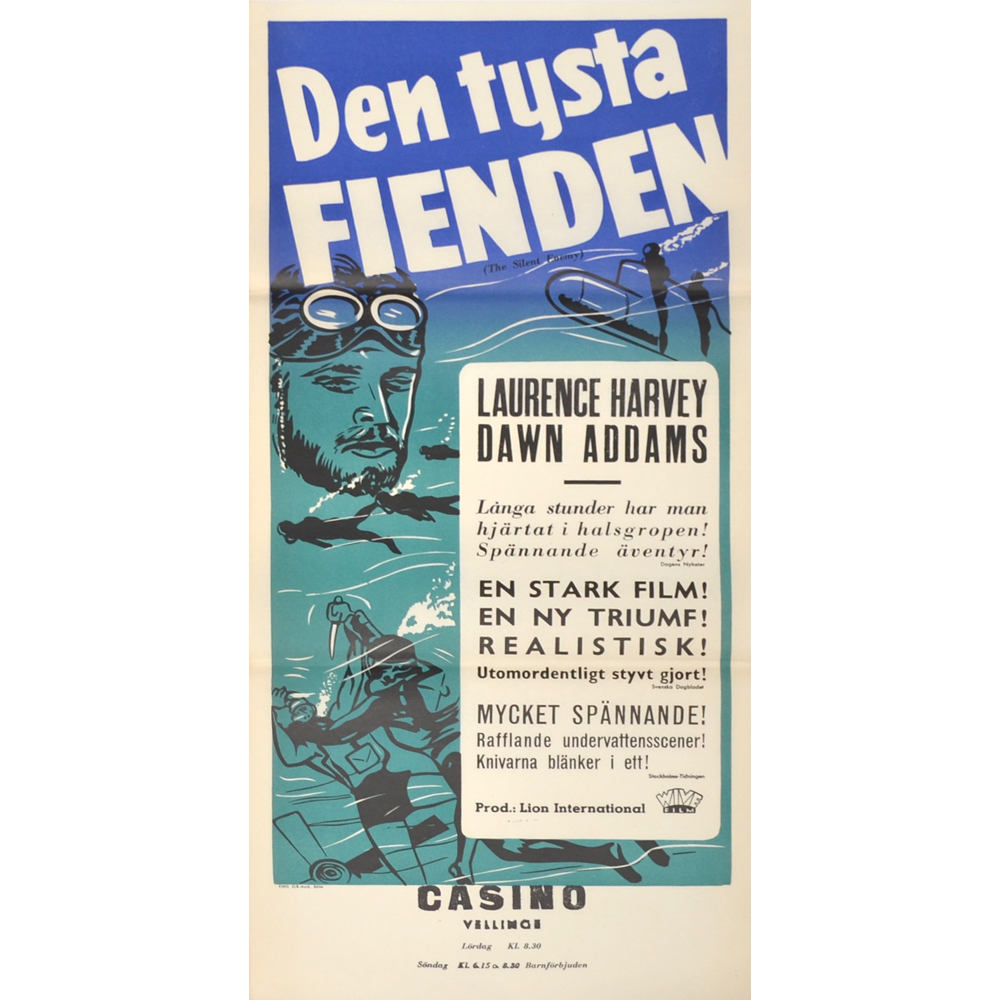 Den tysta
FIENDEN
(The Silent Enemy)
LAURENCE HARVEY
DAWN ADDAMS
Långa stunder har man
hjärtat i halsgropen!
Spännande äventyr!
Dagens Nyheter
EN STARK FILM!
EN NY TRIUMF!
REALISTISK!
Utomordentligt styvt gjort!
Svenska Dagbladet
MYCKET SPÄNNANDE!
Rafflande undervattensscener!
Knivarna blänker i ett!
Stockholms-Tidningen
Prod.: Lion International
WIVE
FILM
CASINO
VELLINGE
Lördag Kl. 8.30
Söndag Kl. 6.15 o. 8.30 Barnförbjuden